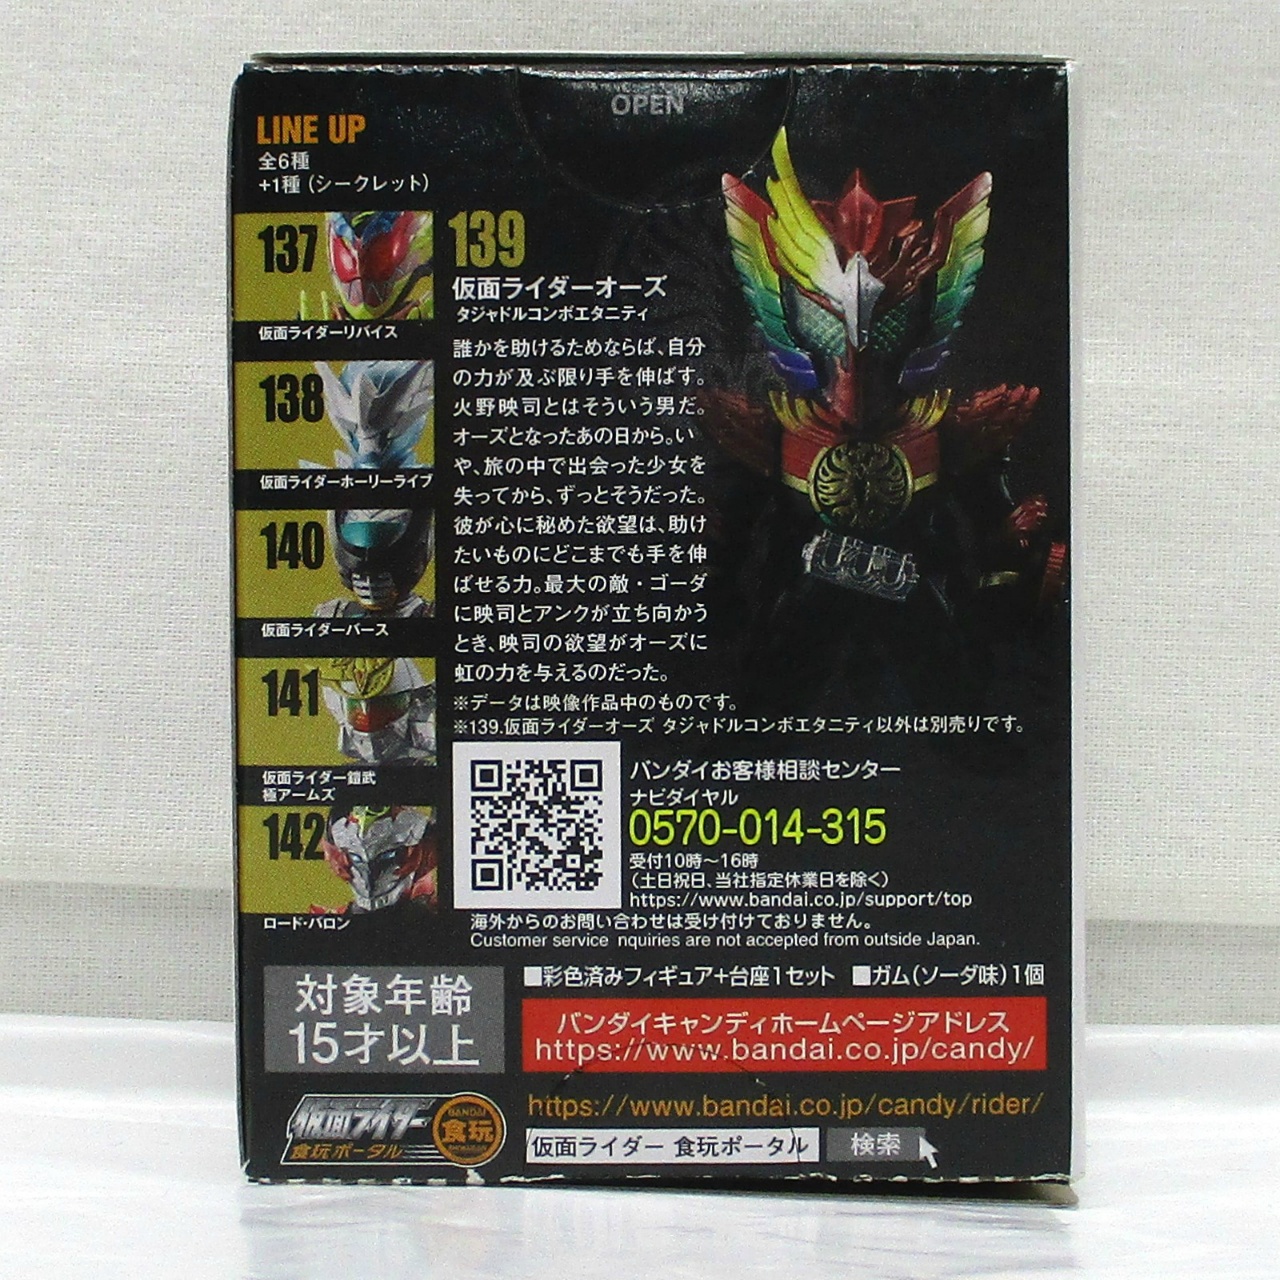 OPEN
LINE UP
全6種
+1種（シークレット）
137
仮面ライダーリバイス
138
仮面ライダーホーリーライブ
140
仮面ライダーバース
141
仮面ライダー鎧武
極アームズ
142
ロード・バロン
139
仮面ライダーオーズ
タジャドルコンボエタニティ
誰かを助けるためならば、自分
の力が及ぶ限り手を伸ばす。
火野映司とはそういう男だ。
オーズとなったあの日から。い
や、旅の中で出会った少女を
失ってから、ずっとそうだった。
彼が心に秘めた欲望は、助け
たいものにどこまでも手を伸
ばせる力。最大の敵・ゴーダ
に映司とアンクが立ち向かう
とき、映司の欲望がオーズに
虹の力を与えるのだった。
※データは映像作品中のものです。
※139.仮面ライダーオーズ タジャドルコンボエタニティ以外は別売りです。
バンダイお客様相談センター
ナビダイヤル
0570-014-315
受付10時～16時
（土日祝日、当社指定休業日を除く）
https://www.bandai.co.jp/support/top
海外からのお問い合わせは受け付けておりません。
Customer service nquiries are not accepted from outside Japan.
対象年齢
15才以上
■彩色済みフィギュア+台座1セット ■ガム（ソーダ味）1個
バンダイキャンディホームページアドレス
https://www.bandai.co.jp/candy/
仮面ライダー
食玩ポータル
BANDAI
食玩
https://www.bandai.co.jp/candy/rider/
仮面ライダー 食玩ポータル 検索